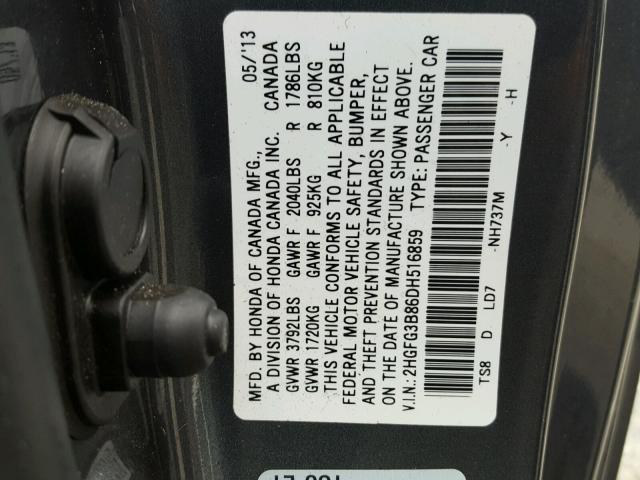 MFD. BY HONDA OF CANADA MFG., 05/'13
A DIVISION OF HONDA CANADA INC. CANADA
GVWR 3792LBS GAWR F 2040LBS R 1786LBS
GVWR 1720KG GAWR F 925KG R 810KG
THIS VEHICLE CONFORMS TO ALL APPLICABLE
FEDERAL MOTOR VEHICLE SAFETY, BUMPER,
AND THEFT PREVENTION STANDARDS IN EFFECT
ON THE DATE OF MANUFACTURE SHOWN ABOVE.
V.I.N.: 2HGFG3B86DH516859 TYPE: PASSENGER CAR
TS8 D LD7 -NH737M -Y -H